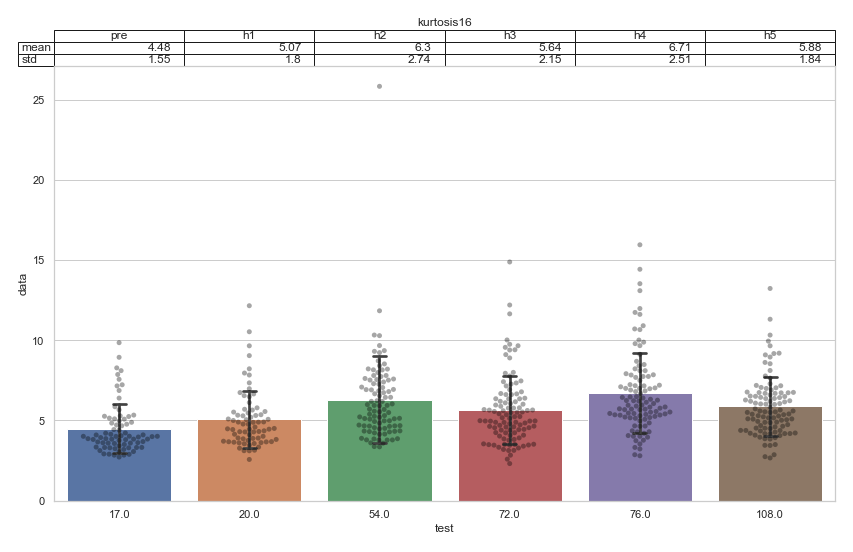 kurtosis16
pre h1 h2 h3 h4 h5
mean 4.48 5.07 6.3 5.64 6.71 5.88
std 1.55 1.8 2.74 2.15 2.51 1.84
25
20
15
10
5
0
data
17.0 20.0 54.0 72.0 76.0 108.0
test